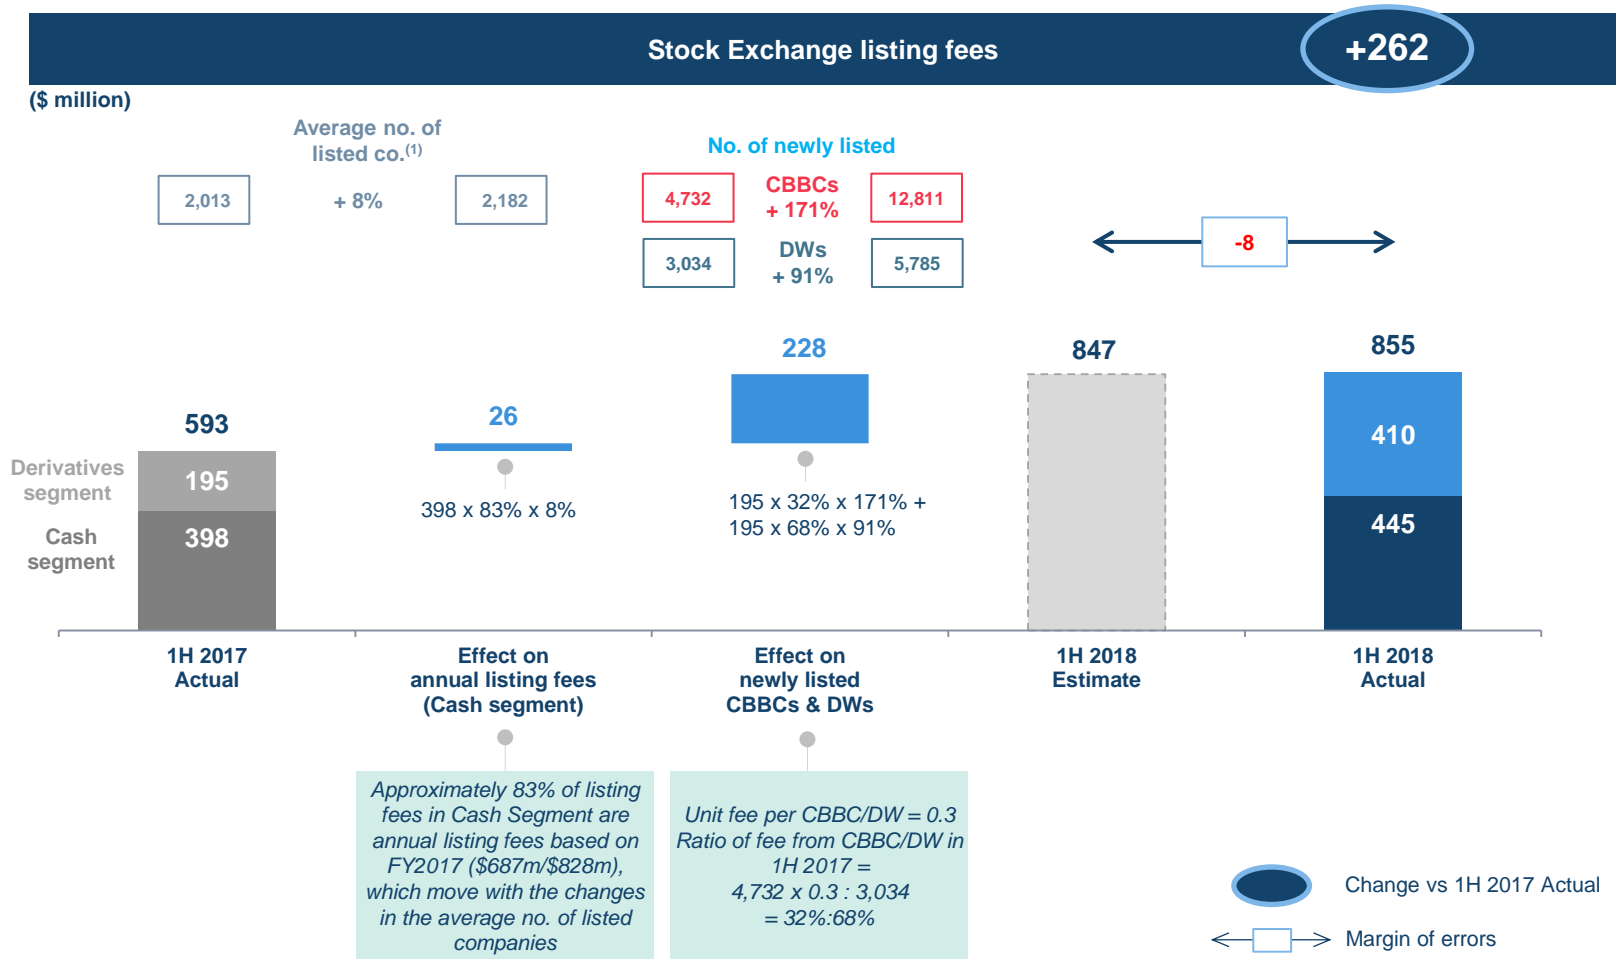 Stock Exchange listing fees
+262
($ million)
Average no. of
listed co.(1)
2,013
+ 8%
2,182
No. of newly listed
4,732
CBBCs
+ 171%
12,811
3,034
DWs
+ 91%
5,785
-8
593
26
228
847
855
Derivatives
segment
195
Cash
segment
398
398 x 83% x 8%
195 x 32% x 171% +
195 x 68% x 91%
410
445
1H 2017
Actual
Effect on
annual listing fees
(Cash segment)
Effect on
newly listed
CBBCs & DWs
1H 2018
Estimate
1H 2018
Actual
Approximately 83% of listing
fees in Cash Segment are
annual listing fees based on
FY2017 ($687m/$828m),
which move with the changes
in the average no. of listed
companies
Unit fee per CBBC/DW = 0.3
Ratio of fee from CBBC/DW in
1H 2017 =
4,732 x 0.3 : 3,034
= 32%:68%
Change vs 1H 2017 Actual
Margin of errors